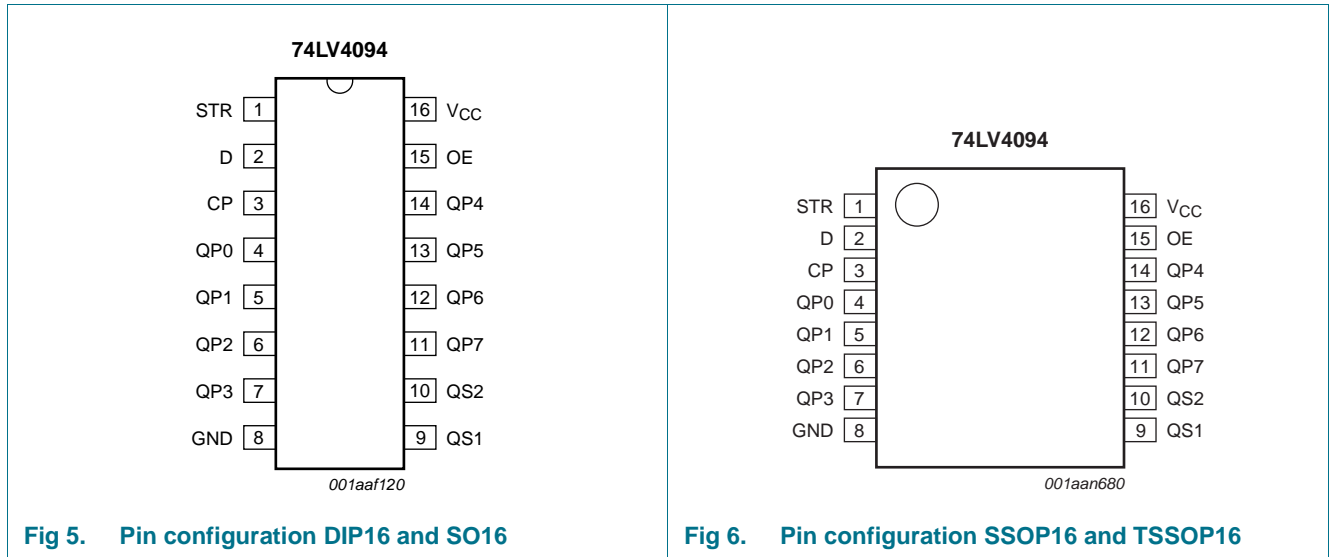 74LV4094
STR 1 16 VCC
D 2 15 OE
CP 3 14 QP4
QP0 4 13 QP5
QP1 5 12 QP6
QP2 6 11 QP7
QP3 7 10 QS2
GND 8 9 QS1
001aaf120
Fig 5. Pin configuration DIP16 and SO16
74LV4094
STR 1 16 VCC
D 2 15 OE
CP 3 14 QP4
QP0 4 13 QP5
QP1 5 12 QP6
QP2 6 11 QP7
QP3 7 10 QS2
GND 8 9 QS1
001aan680
Fig 6. Pin configuration SSOP16 and TSSOP16